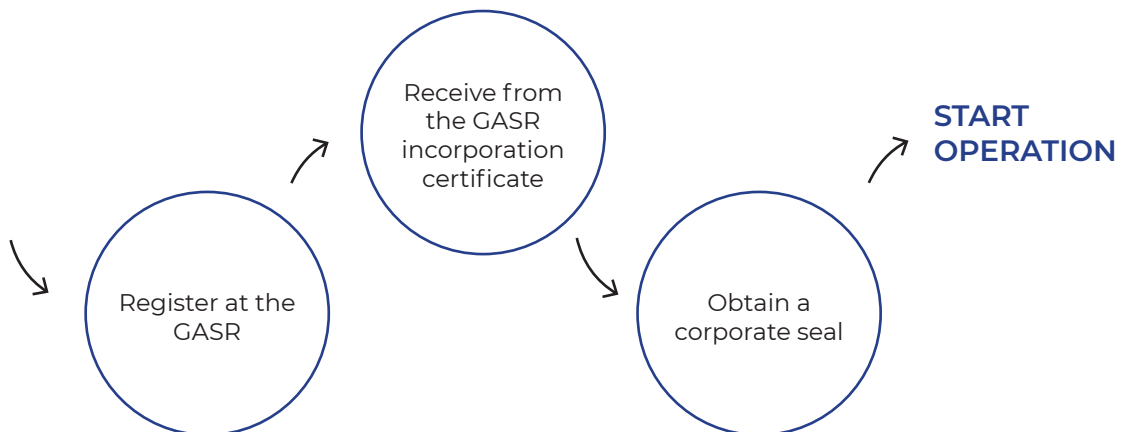 Register at the
GASR
Receive from
the GASR
incorporation
certificate
Obtain a
corporate seal
START
OPERATION